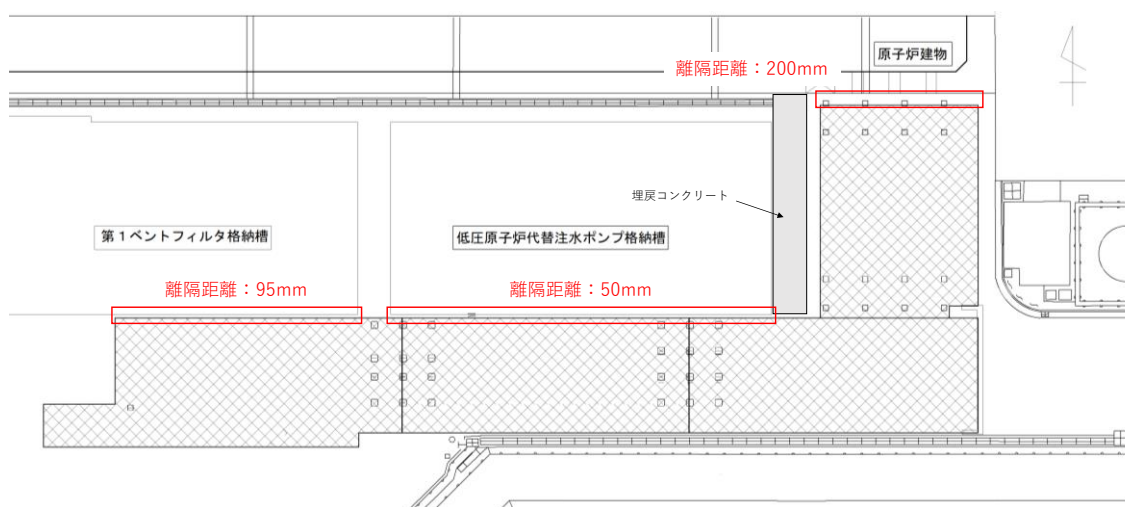 原子炉建物
離隔距離：200mm
埋戻コンクリート
第１ベントフィルタ格納槽
低圧原子炉代替注水ポンプ格納槽
離隔距離：95mm
離隔距離：50mm